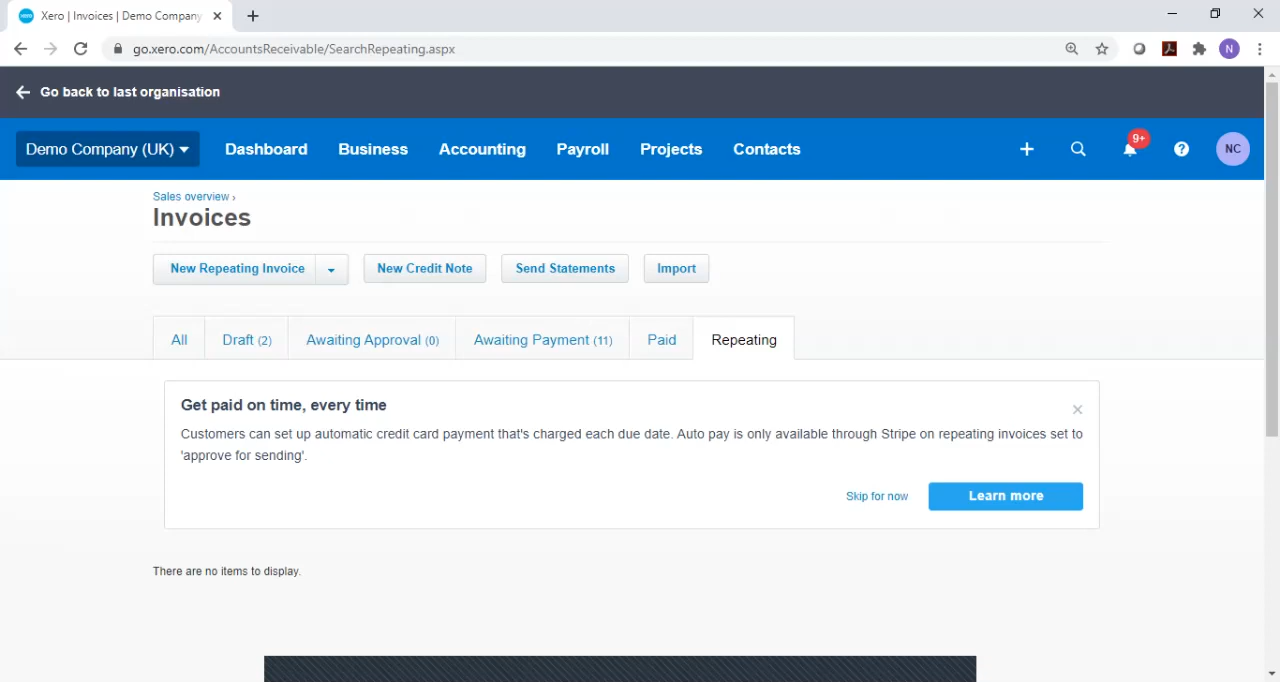 Xero | Invoices | Demo Company
go.xero.com/AccountsReceivable/SearchRepeating.aspx
N
Go back to last organisation
Demo Company (UK) Dashboard Business Accounting Payroll Projects Contacts 9+ ? NC
Sales overview ›
Invoices
New Repeating Invoice New Credit Note Send Statements Import
All Draft (2) Awaiting Approval (0) Awaiting Payment (11) Paid Repeating
Get paid on time, every time
Customers can set up automatic credit card payment that's charged each due date. Auto pay is only available through Stripe on repeating invoices set to
'approve for sending'.
Skip for now Learn more
There are no items to display.